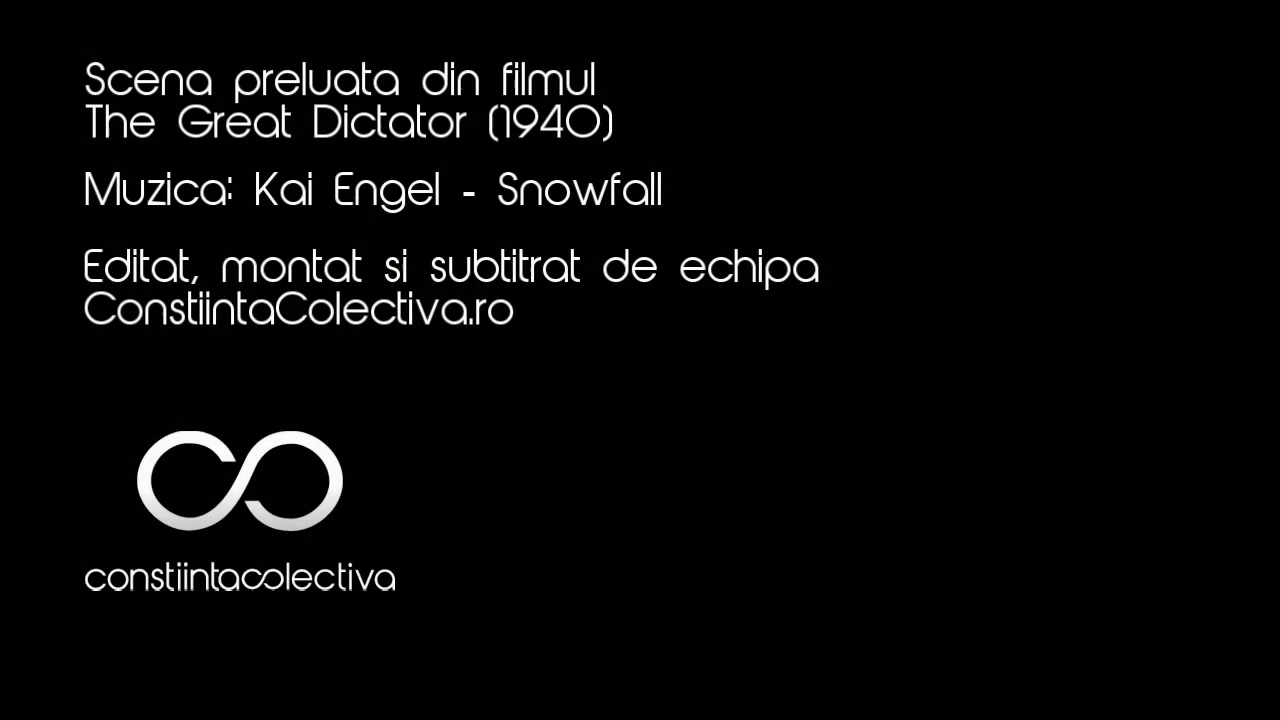 Scena preluata din filmul
The Great Dictator (1940)
Muzica: Kai Engel - Snowfall
Editat, montat si subtitrat de echipa
ConstiintaColectiva.ro
constiintacolectiva